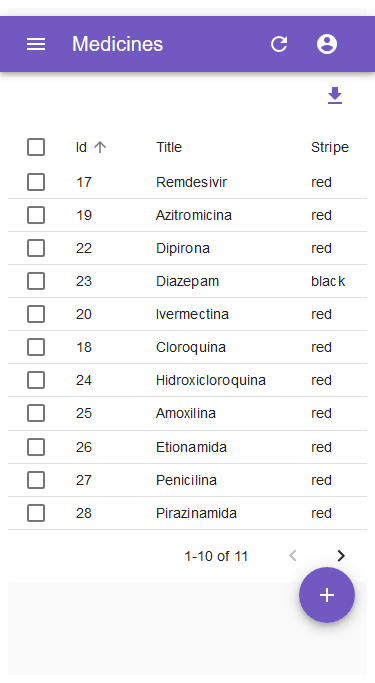 Medicines
Id Title Stripe
17 Remdesivir red
19 Azitromicina red
22 Dipirona red
23 Diazepam black
20 Ivermectina red
18 Cloroquina red
24 Hidroxicloroquina red
25 Amoxilina red
26 Etionamida red
27 Penicilina red
28 Pirazinamida red
1-10 of 11